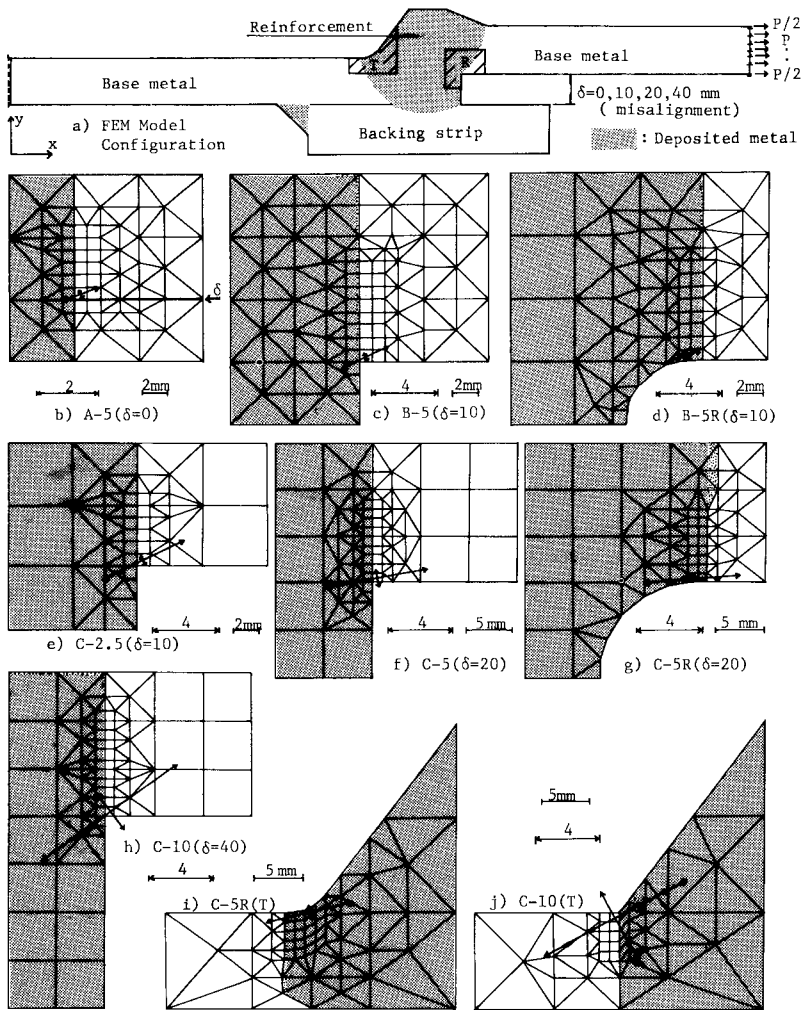 Reinforcement
P/2
P
:
P/2
Base metal
T
R
Base metal
δ=0,10,20,40 mm
( misalignment)
y
x
a) FEM Model
Configuration
Backing strip
: Deposited metal
δ
2
2mm
b) A-5(δ=0)
4
2mm
c) B-5(δ=10)
4
2mm
d) B-5R(δ=10)
4
2mm
e) C-2.5(δ=10)
4
5 mm
f) C-5(δ=20)
4
5 mm
g) C-5R(δ=20)
h) C-10(δ=40)
4
5mm
i) C-5R(T)
5mm
4
j) C-10(T)